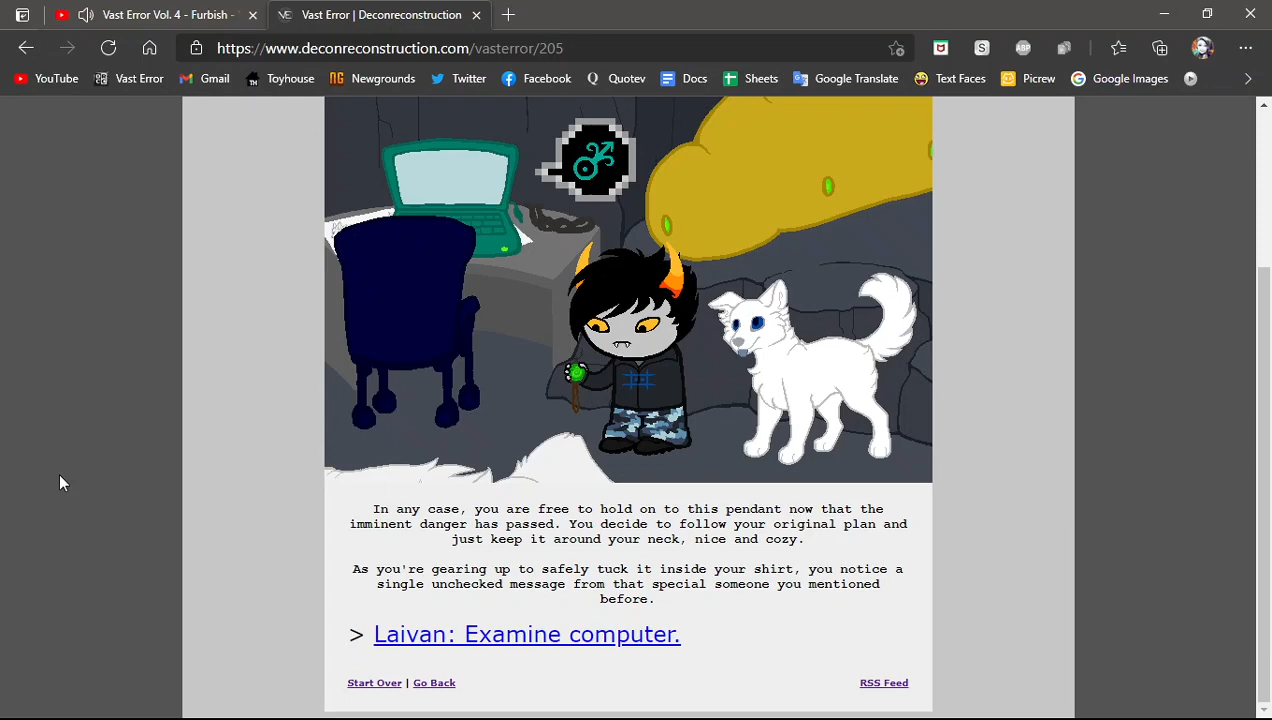 Vast Error Vol. 4 - Furbish -
Vast Error | Deconreconstruction
https://www.deconreconstruction.com/vasterror/205
YouTube Vast Error Gmail Toyhouse Newgrounds Twitter Facebook Quotev Docs Sheets Google Translate Text Faces Picrew Google Images
In any case, you are free to hold on to this pendant now that the
imminent danger has passed. You decide to follow your original plan and
just keep it around your neck, nice and cozy.
As you're gearing up to safely tuck it inside your shirt, you notice a
single unchecked message from that special someone you mentioned
before.
> Laivan: Examine computer.
Start Over | Go Back RSS Feed